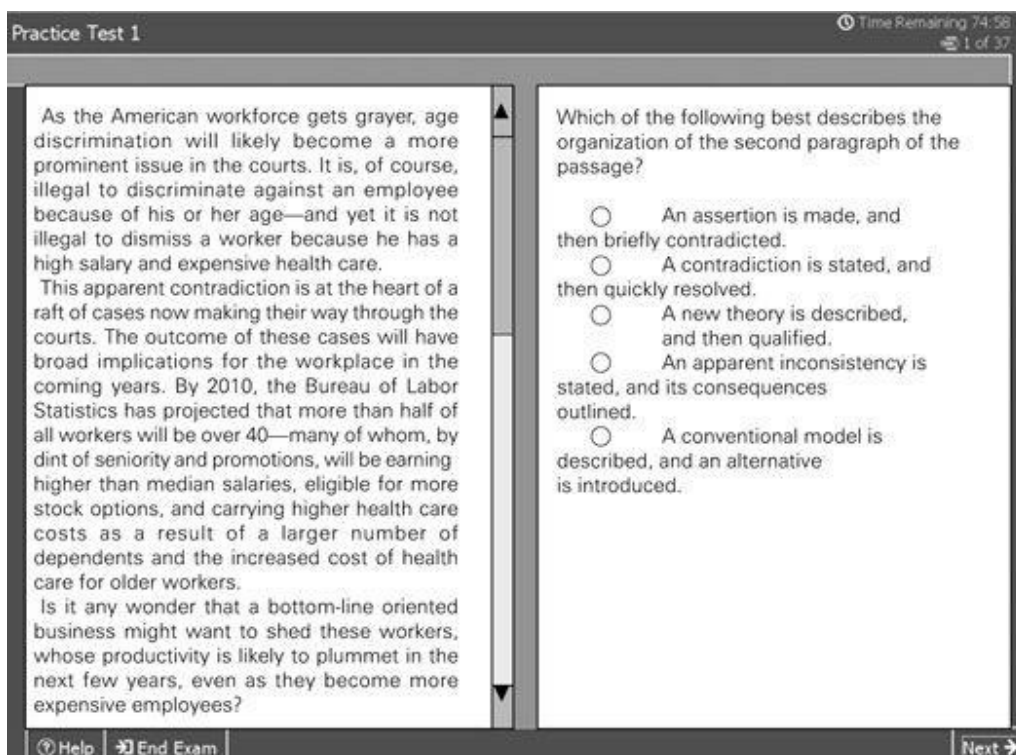 Practice Test 1
Time Remaining 74:58
1 of 37
As the American workforce gets grayer, age
discrimination will likely become a more
prominent issue in the courts. It is, of course,
illegal to discriminate against an employee
because of his or her age—and yet it is not
illegal to dismiss a worker because he has a
high salary and expensive health care.
This apparent contradiction is at the heart of a
raft of cases now making their way through the
courts. The outcome of these cases will have
broad implications for the workplace in the
coming years. By 2010, the Bureau of Labor
Statistics has projected that more than half of
all workers will be over 40—many of whom, by
dint of seniority and promotions, will be earning
higher than median salaries, eligible for more
stock options, and carrying higher health care
costs as a result of a larger number of
dependents and the increased cost of health
care for older workers.
Is it any wonder that a bottom-line oriented
business might want to shed these workers,
whose productivity is likely to plummet in the
next few years, even as they become more
expensive employees?
Which of the following best describes the
organization of the second paragraph of the
passage?
An assertion is made, and
then briefly contradicted.
A contradiction is stated, and
then quickly resolved.
A new theory is described,
and then qualified.
An apparent inconsistency is
stated, and its consequences
outlined.
A conventional model is
described, and an alternative
is introduced.
Help
End Exam
Next